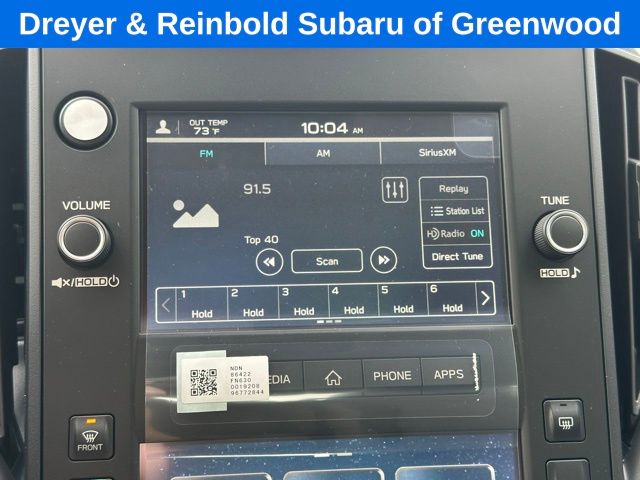 Dreyer & Reinbold Subaru of Greenwood
OUT TEMP
73°F
10:04 AM
FM
AM
SiriusXM
91.5
Replay
Station List
HD Radio ON
Direct Tune
Top 40
Scan
1
Hold
2
Hold
3
Hold
4
Hold
5
Hold
6
Hold
VOLUME
/HOLD
TUNE
HOLD
NDN
86422
FN630
0019208
96772844
EDIA
PHONE
APPS
FRONT